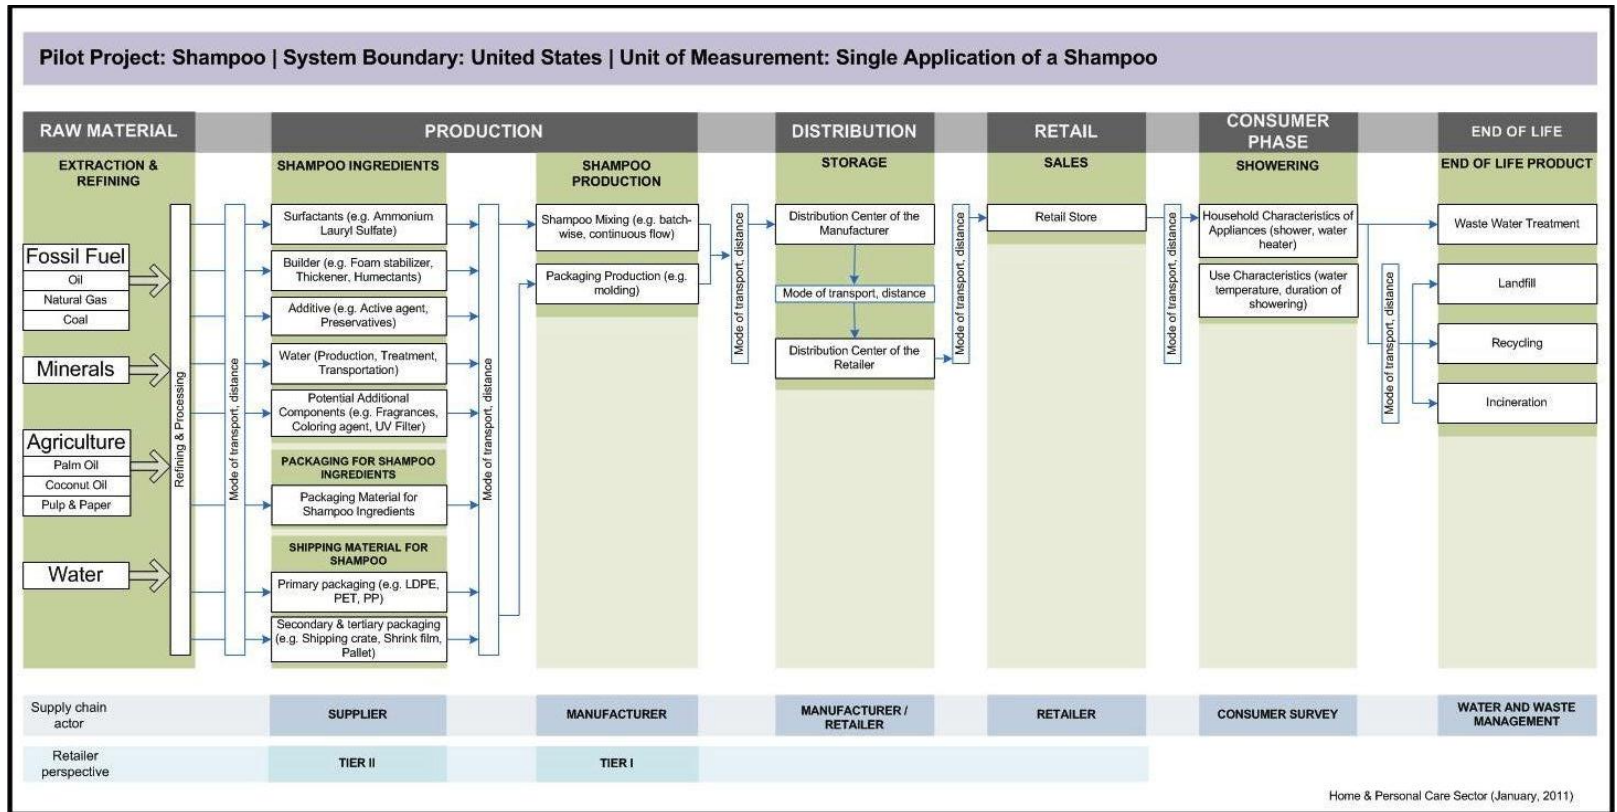 Pilot Project: Shampoo | System Boundary: United States | Unit of Measurement: Single Application of a Shampoo
RAW MATERIAL
PRODUCTION
DISTRIBUTION
RETAIL
CONSUMER
PHASE
END OF LIFE
EXTRACTION &
REFINING
SHAMPOO INGREDIENTS
SHAMPOO
PRODUCTION
STORAGE
SALES
SHOWERING
END OF LIFE PRODUCT
Fossil Fuel
Oil
Natural Gas
Coal
Minerals
Agriculture
Palm Oil
Coconut Oil
Pulp & Paper
Water
Refining & Processing
Mode of transport, distance
Surfactants (e.g. Ammonium
Lauryl Sulfate)
Builder (e.g. Foam stabilizer,
Thickener, Humectants)
Additive (e.g. Active agent,
Preservatives)
Water (Production, Treatment,
Transportation)
Potential Additional
Components (e.g. Fragrances,
Coloring agent, UV Filter)
PACKAGING FOR SHAMPOO
INGREDIENTS
Packaging Material for
Shampoo Ingredients
SHIPPING MATERIAL FOR
SHAMPOO
Primary packaging (e.g. LDPE,
PET, PP)
Secondary & tertiary packaging
(e.g. Shipping crate, Shrink film,
Pallet)
Mode of transport, distance
Shampoo Mixing (e.g. batch-
wise, continuous flow)
Packaging Production (e.g.
molding)
Mode of transport, distance
Distribution Center of the
Manufacturer
Mode of transport, distance
Distribution Center of the
Retailer
Mode of transport, distance
Retail Store
Mode of transport, distance
Household Characteristics of
Appliances (shower, water
heater)
Use Characteristics (water
temperature, duration of
showering)
Mode of transport, distance
Waste Water Treatment
Landfill
Recycling
Incineration
Supply chain
actor
SUPPLIER
MANUFACTURER
MANUFACTURER /
RETAILER
RETAILER
CONSUMER SURVEY
WATER AND WASTE
MANAGEMENT
Retailer
perspective
TIER II
TIER I
Home & Personal Care Sector (January, 2011)